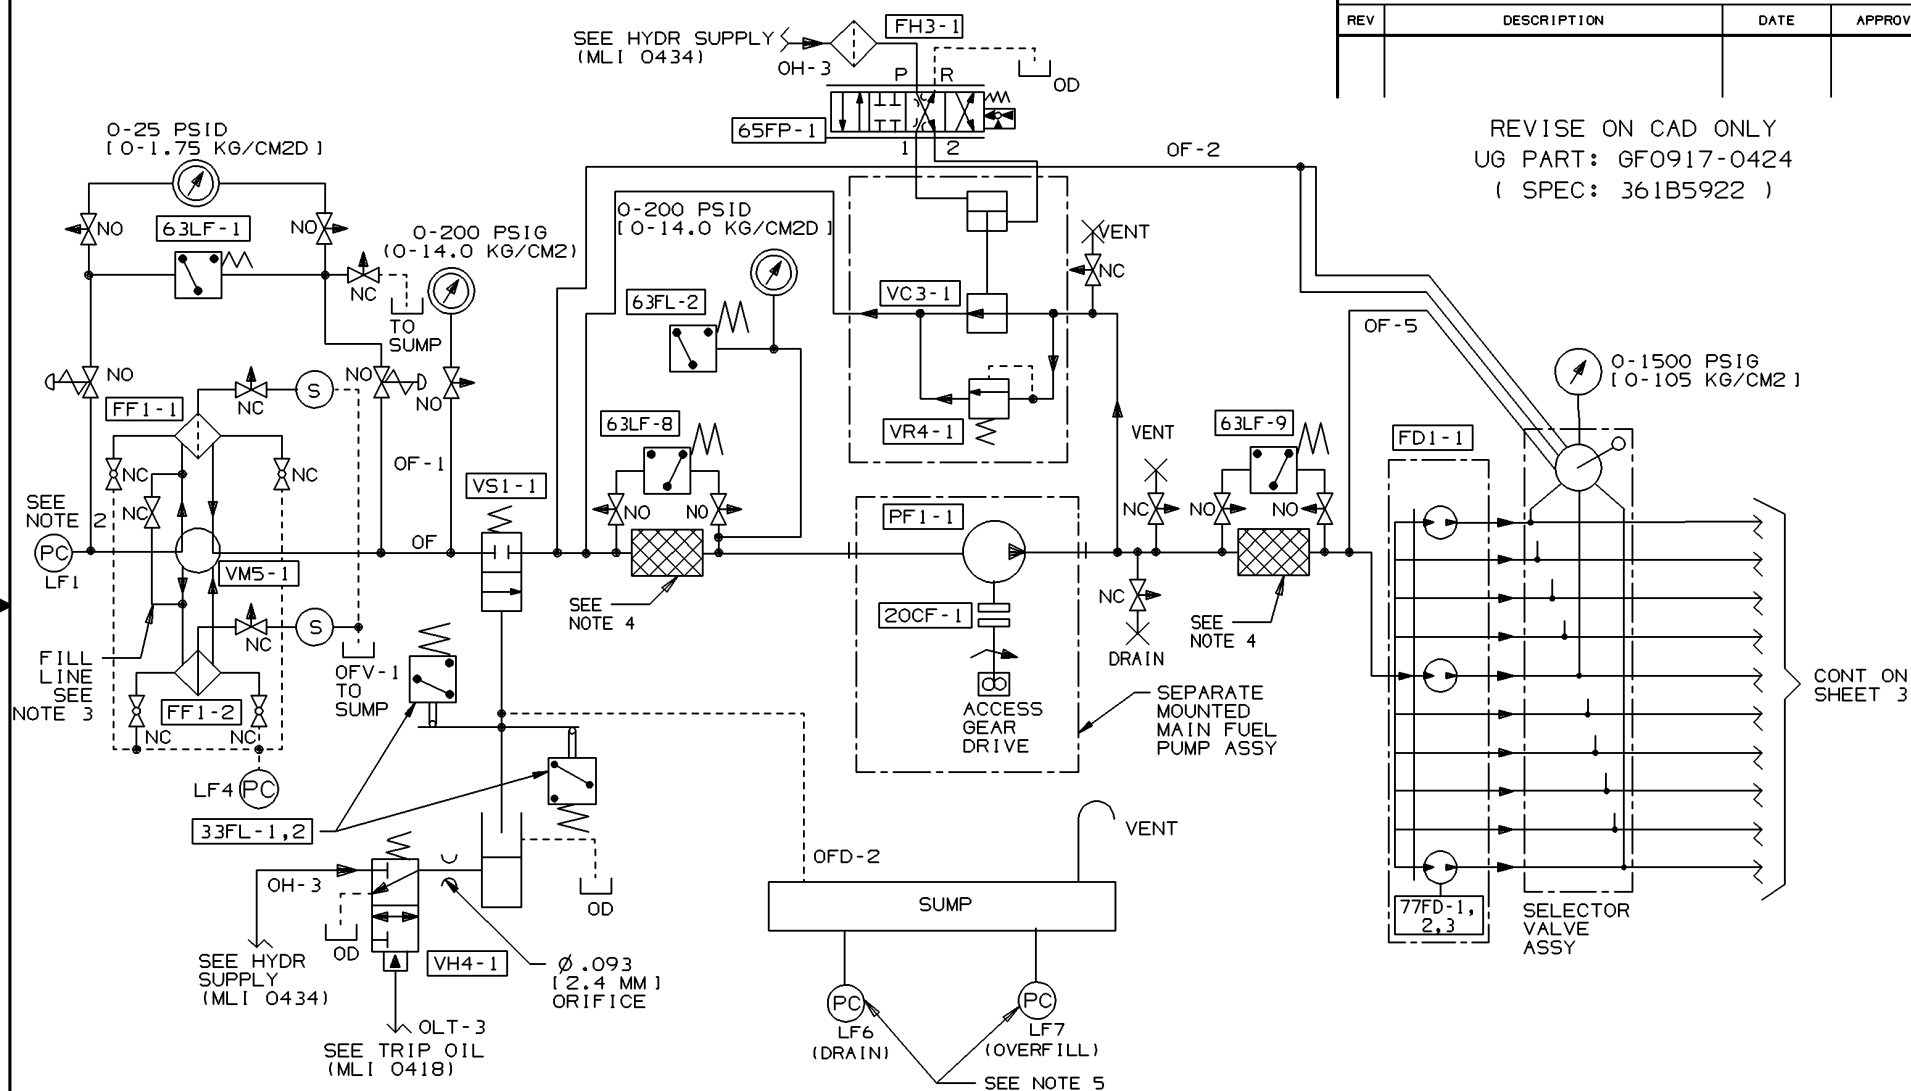 REV DESCRIPTION DATE APPROV
REVISE ON CAD ONLY
UG PART: GF0917-0424
( SPEC: 361B5922 )
SEE HYDR SUPPLY
(MLI 0434)
OH-3
FH3-1
P R
OD
65FP-1
1 2
OF-2
0-25 PSID
[0-1.75 KG/CM2D]
NO
63LF-1
NO
NC
TO
SUMP
0-200 PSIG
(0-14.0 KG/CM2)
0-200 PSID
[0-14.0 KG/CM2D]
63FL-2
VC3-1
VENT
NC
OF-5
0-1500 PSIG
[0-105 KG/CM2]
NO
NO
NO
FF1-1
NC
S
63LF-8
VR4-1
VENT
63LF-9
FD1-1
NC
NC
OF-1
VS1-1
SEE
NOTE 2
NC
NO
NO
PF1-1
NC
NO
NO
PC
LF1
OF
VM5-1
SEE
NOTE 4
20CF-1
NC
DRAIN
SEE
NOTE 4
NC
S
FILL
LINE
SEE
NOTE 3
OFV-1
TO
SUMP
FF1-2
NC
NC
ACCESS
GEAR
DRIVE
SEPARATE
MOUNTED
MAIN FUEL
PUMP ASSY
CONT ON
SHEET 3
LF4 PC
33FL-1,2
VENT
OFD-2
OH-3
OD
SUMP
77FD-1,
2,3
SELECTOR
VALVE
ASSY
OD
VH4-1
SEE HYDR
SUPPLY
(MLI 0434)
Ø.093
[2.4 MM]
ORIFICE
OLT-3
SEE TRIP OIL
(MLI 0418)
PC
LF6
(DRAIN)
PC
LF7
(OVERFILL)
SEE NOTE 5